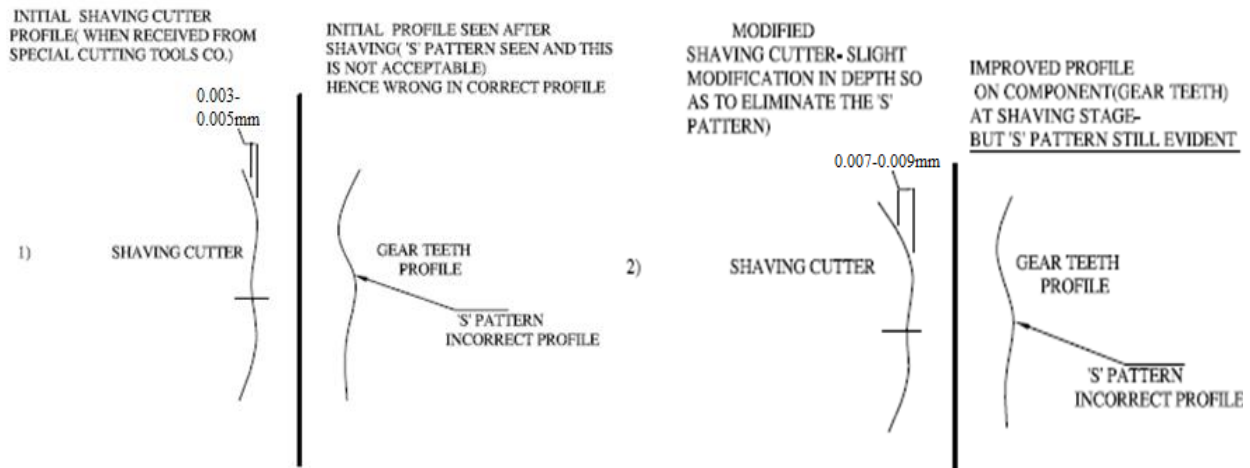 INITIAL SHAVING CUTTER
PROFILE( WHEN RECEIVED FROM
SPECIAL CUTTING TOOLS CO.)
0.003-
0.005mm
1)
SHAVING CUTTER
INITIAL PROFILE SEEN AFTER
SHAVING( 'S' PATTERN SEEN AND THIS
IS NOT ACCEPTABLE)
HENCE WRONG IN CORRECT PROFILE
GEAR TEETH
PROFILE
'S' PATTERN
INCORRECT PROFILE
MODIFIED
SHAVING CUTTER- SLIGHT
MODIFICATION IN DEPTH SO
AS TO ELIMINATE THE 'S'
PATTERN)
0.007-0.009mm
2)
SHAVING CUTTER
IMPROVED PROFILE
ON COMPONENT(GEAR TEETH)
AT SHAVING STAGE-
BUT 'S' PATTERN STILL EVIDENT
GEAR TEETH
PROFILE
'S' PATTERN
INCORRECT PROFILE